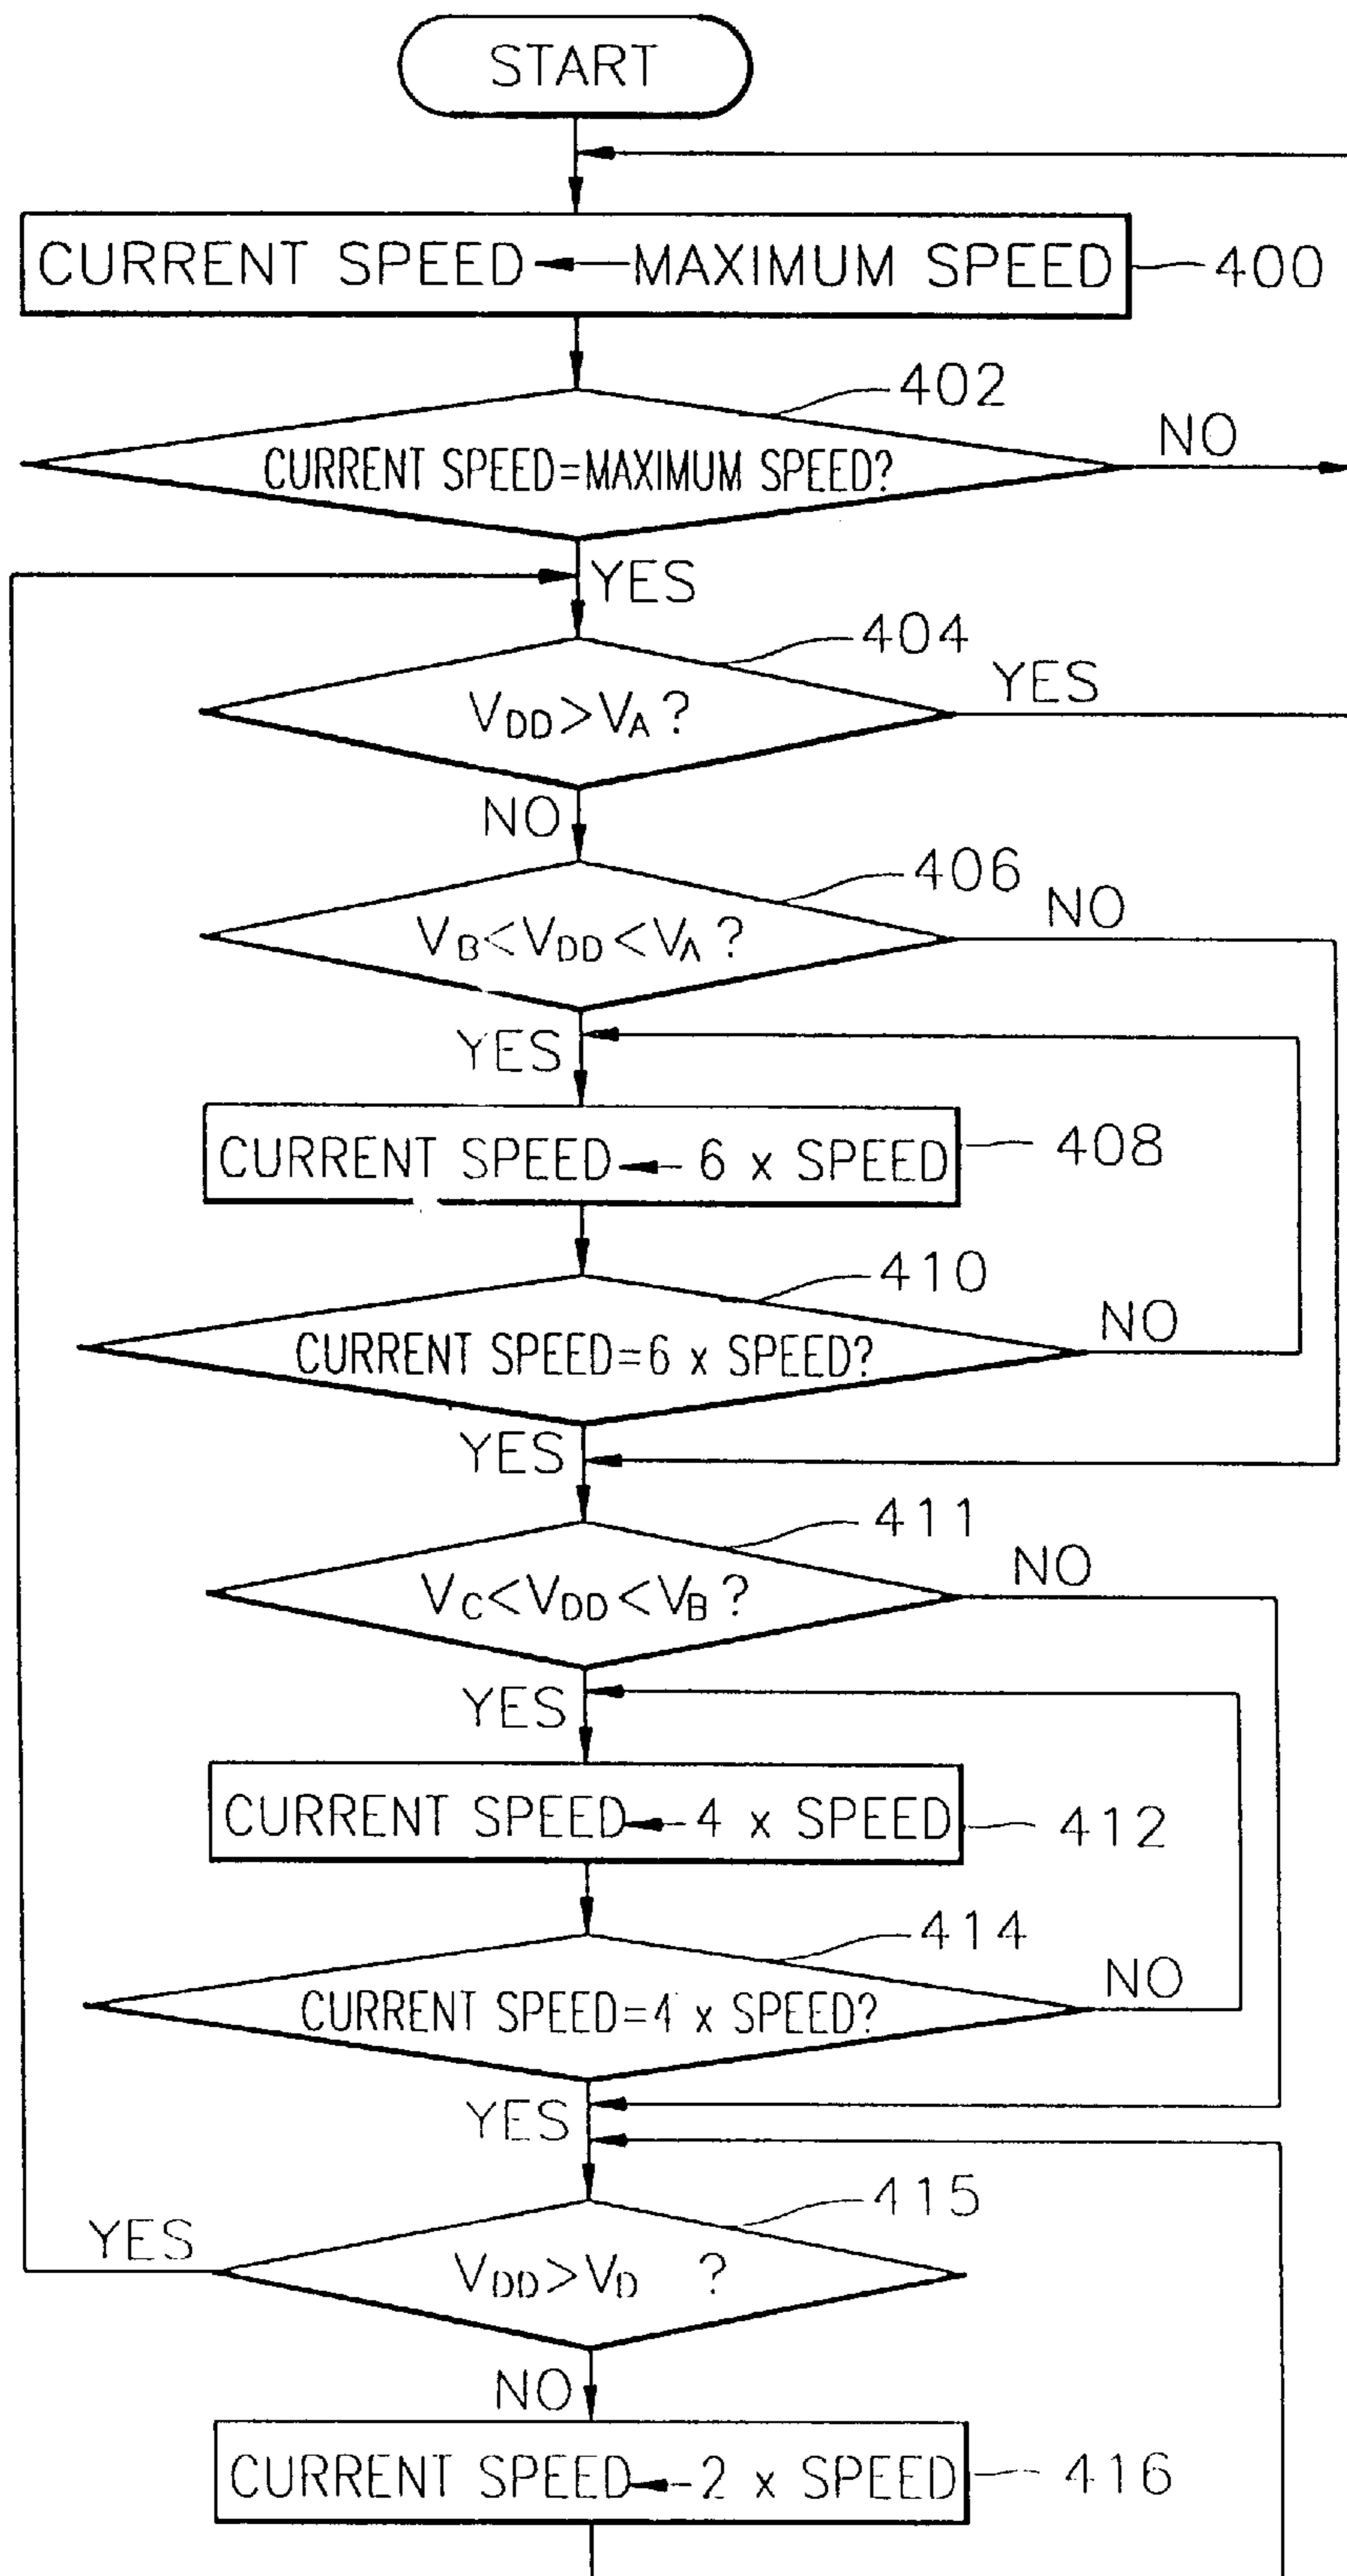 START
CURRENT SPEED←MAXIMUM SPEED
400
402
CURRENT SPEED=MAXIMUM SPEED?
NO
YES
404
VDD>VA?
YES
NO
406
VB<VDD<VA?
NO
YES
CURRENT SPEED←6 x SPEED
408
410
CURRENT SPEED=6 x SPEED?
NO
YES
411
VC<VDD<VB?
NO
YES
CURRENT SPEED←4 x SPEED
412
414
CURRENT SPEED=4 x SPEED?
NO
YES
415
YES
VDD>VD ?
NO
CURRENT SPEED←2 x SPEED
416